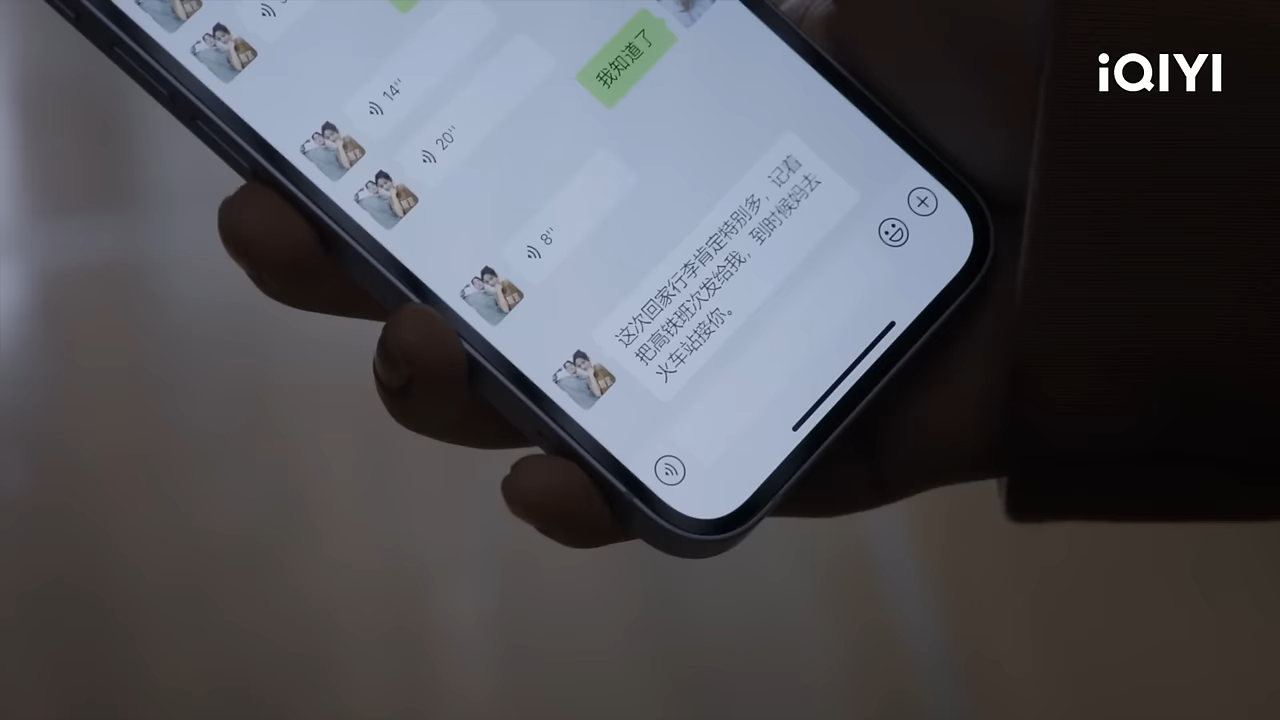 iQIYI
我知道了
14''
20''
8''
这次回家行李肯定特别多，记着
把高铁班次发给我，到时候妈去
火车站接你。